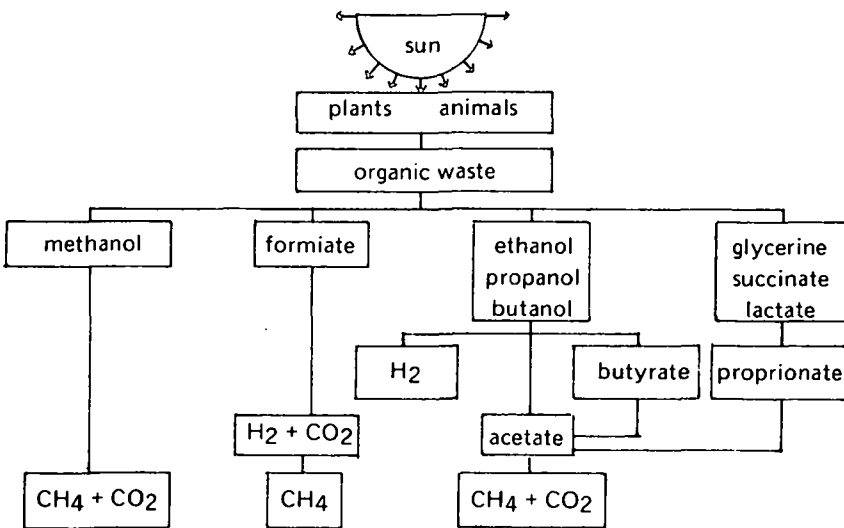 sun
plants animals
organic waste
methanol
formiate
ethanol
propanol
butanol
glycerine
succinate
lactate
H2
butyrate
proprionate
H2 + CO2
acetate
CH4 + CO2
CH4
CH4 + CO2